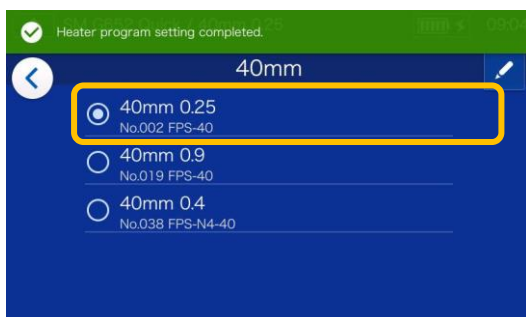 Heater program setting completed.
40mm
40mm 0.25
No.002 FPS-40
40mm 0.9
No.019 FPS-40
40mm 0.4
No.038 FPS-N4-40